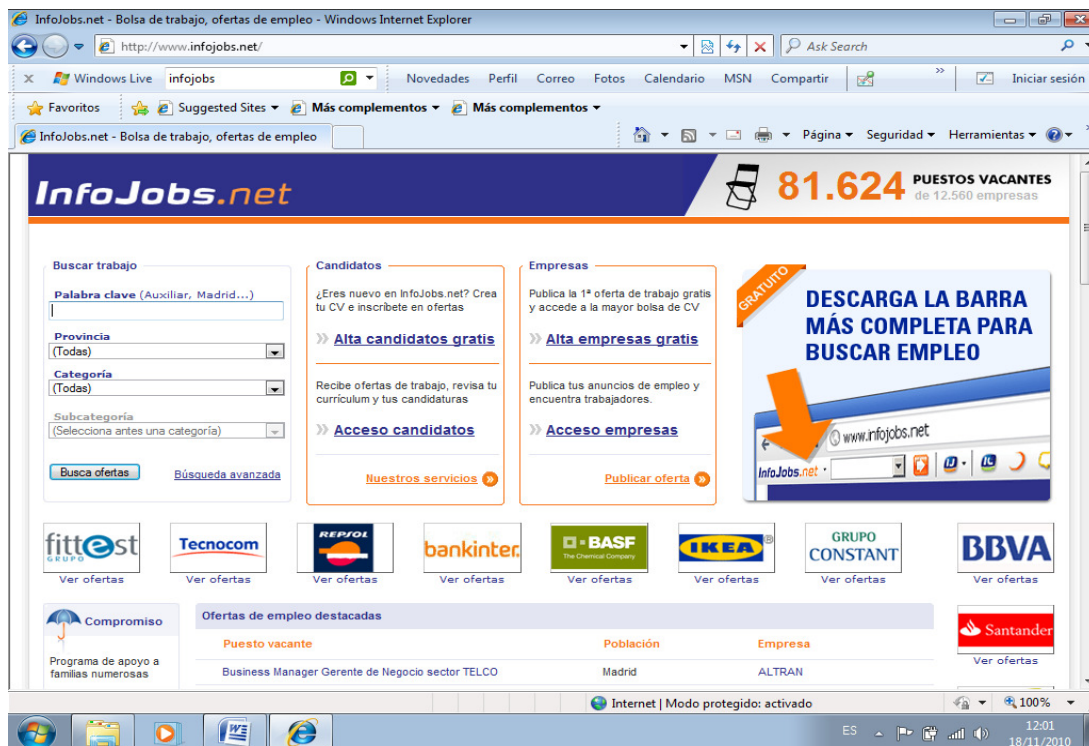 InfoJobs.net - Bolsa de trabajo, ofertas de empleo - Windows Internet Explorer
http://www.infojobs.net/
Ask Search
x Windows Live infojobs Novedades Perfil Correo Fotos Calendario MSN Compartir » Iniciar sesión
Favoritos Suggested Sites Más complementos Más complementos
InfoJobs.net - Bolsa de trabajo, ofertas de empleo
Página Seguridad Herramientas
InfoJobs.net
81.624 PUESTOS VACANTES
de 12.560 empresas
Buscar trabajo
Palabra clave (Auxiliar, Madrid...)
Provincia
(Todas)
Categoría
(Todas)
Subcategoría
(Selecciona antes una categoría)
Busca ofertas Búsqueda avanzada
Candidatos
¿Eres nuevo en InfoJobs.net? Crea
tu CV e inscríbete en ofertas
Alta candidatos gratis
Recibe ofertas de trabajo, revisa tu
currículum y tus candidaturas
Acceso candidatos
Nuestros servicios
Empresas
Publica la 1ª oferta de trabajo gratis
y accede a la mayor bolsa de CV
Alta empresas gratis
Publica tus anuncios de empleo y
encuentra trabajadores.
Acceso empresas
Publicar oferta
GRATUITO
DESCARGA LA BARRA
MÁS COMPLETA PARA
BUSCAR EMPLEO
www.infojobs.net
InfoJobs.net
fittest
GRUPO
Ver ofertas
Tecnocom
Ver ofertas
REPSOL
Ver ofertas
bankinter
Ver ofertas
BASF
The Chemical Company
Ver ofertas
IKEA
Ver ofertas
GRUPO
CONSTANT
Ver ofertas
BBVA
Ver ofertas
Compromiso
Programa de apoyo a
familias numerosas
Ofertas de empleo destacadas
Puesto vacante Población Empresa
Business Manager Gerente de Negocio sector TELCO Madrid ALTRAN
Santander
Ver ofertas
Internet | Modo protegido: activado
100%
ES
12:01
18/11/2010